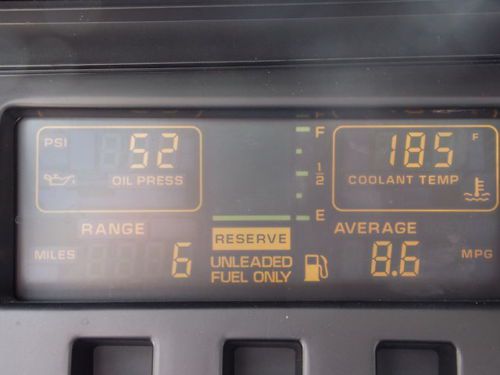 PSI 52
OIL PRESS
F
1/2
E
185 F
COOLANT TEMP
RANGE
MILES 6
RESERVE
UNLEADED
FUEL ONLY
AVERAGE
8.6 MPG